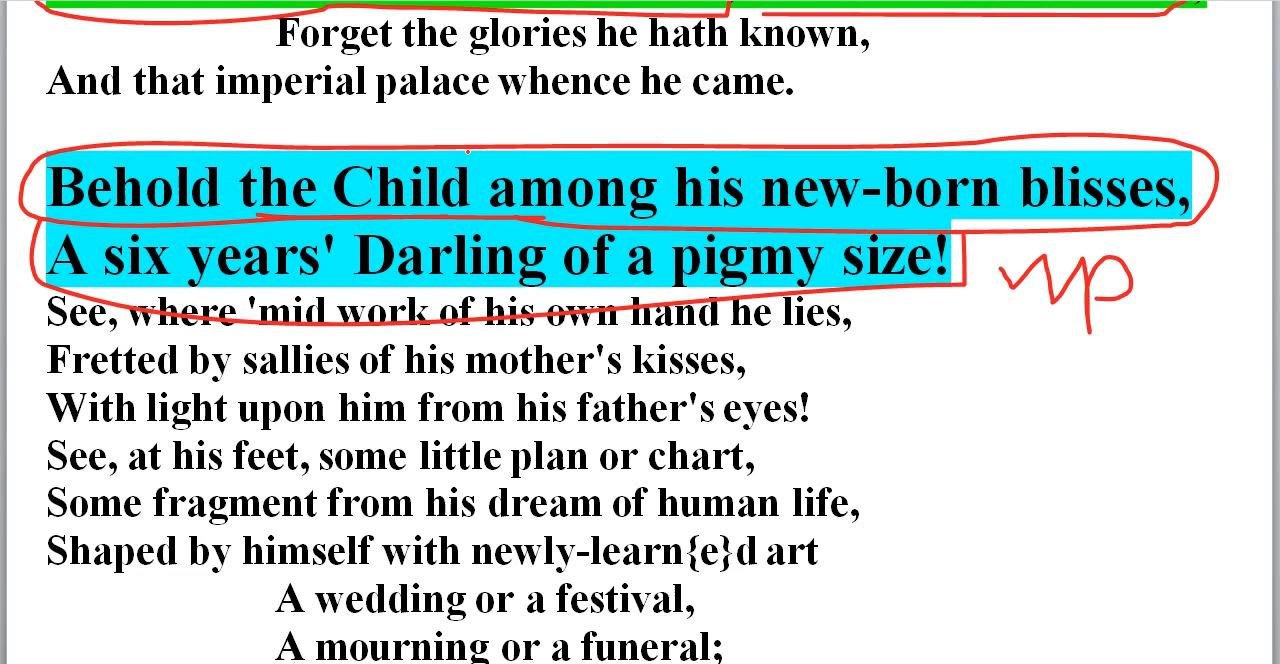 Forget the glories he hath known,
And that imperial palace whence he came.
Behold the Child among his new-born blisses,
A six years' Darling of a pigmy size!
See, where 'mid work of his own hand he lies,
Fretted by sallies of his mother's kisses,
With light upon him from his father's eyes!
See, at his feet, some little plan or chart,
Some fragment from his dream of human life,
Shaped by himself with newly-learn{e}d art
A wedding or a festival,
A mourning or a funeral;